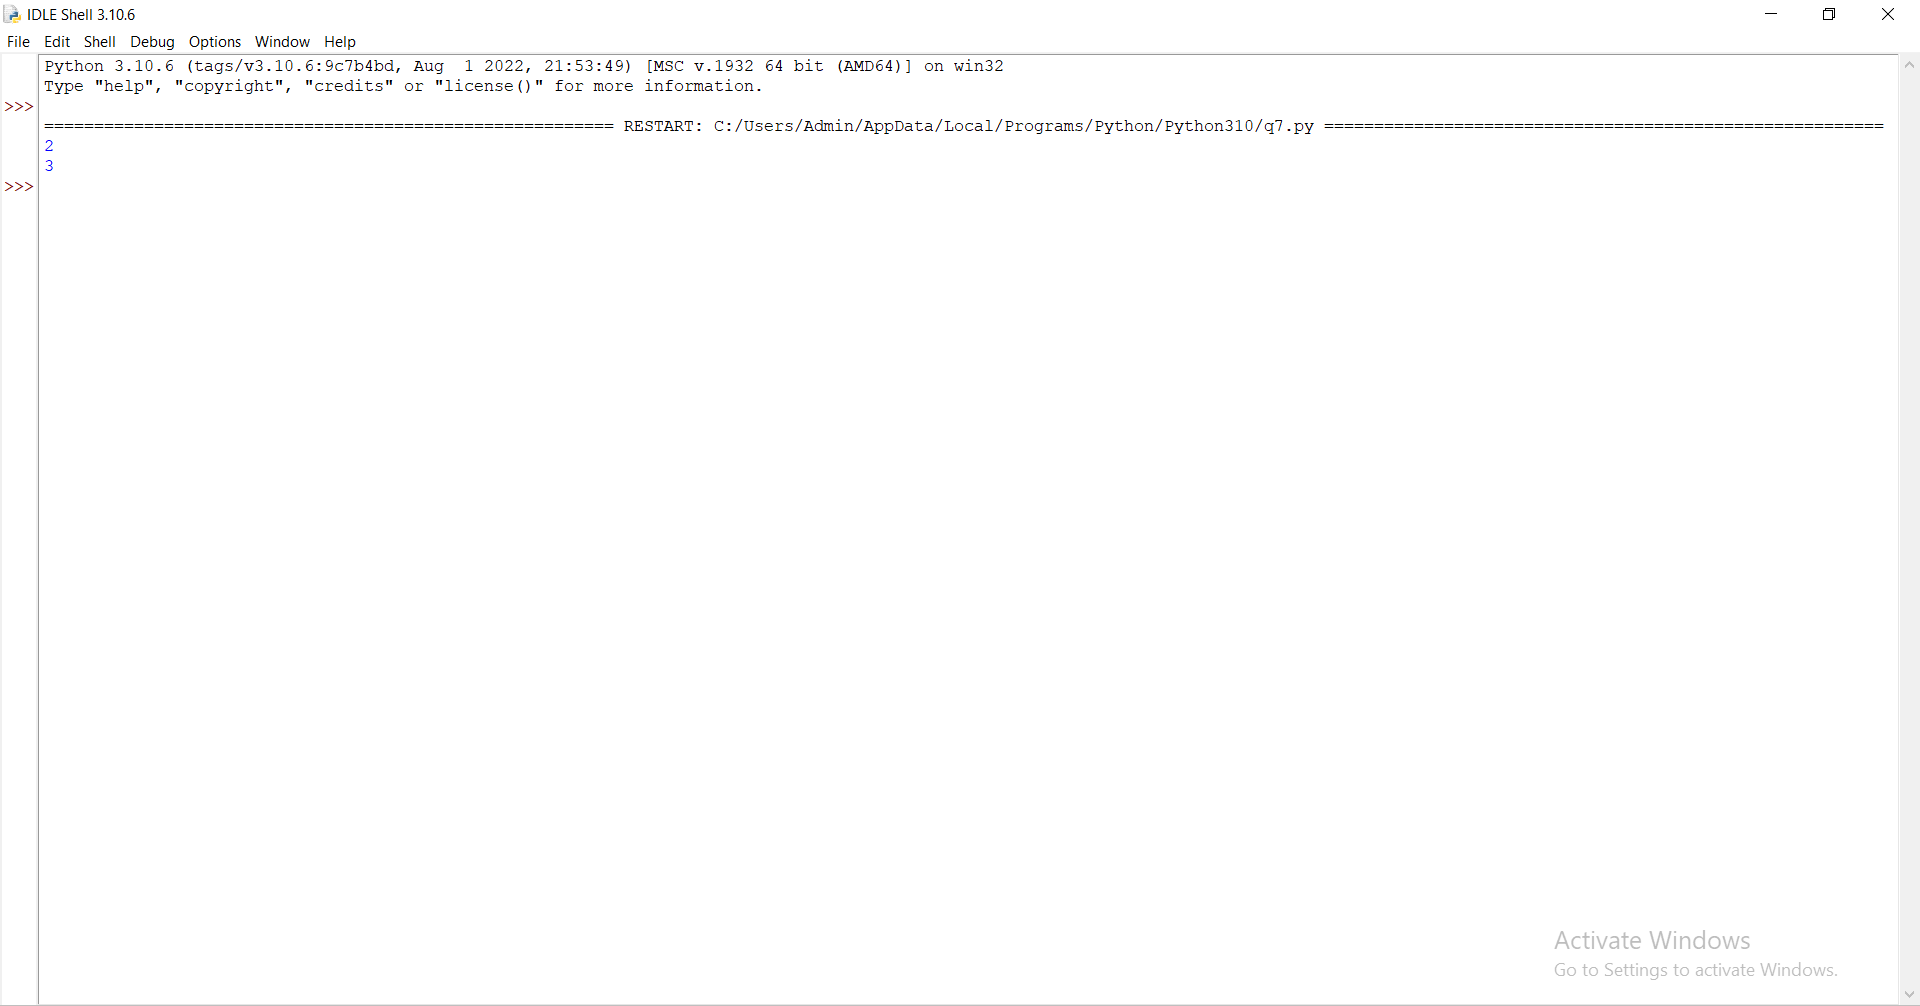 IDLE Shell 3.10.6
File Edit Shell Debug Options Window Help
Python 3.10.6 (tags/v3.10.6:9c7b4bd, Aug  1 2022, 21:53:49) [MSC v.1932 64 bit (AMD64)] on win32
Type "help", "copyright", "credits" or "license()" for more information.
>>>
========================================================= RESTART: C:/Users/Admin/AppData/Local/Programs/Python/Python310/q7.py ========================================================
2
3
>>>
Activate Windows
Go to Settings to activate Windows.